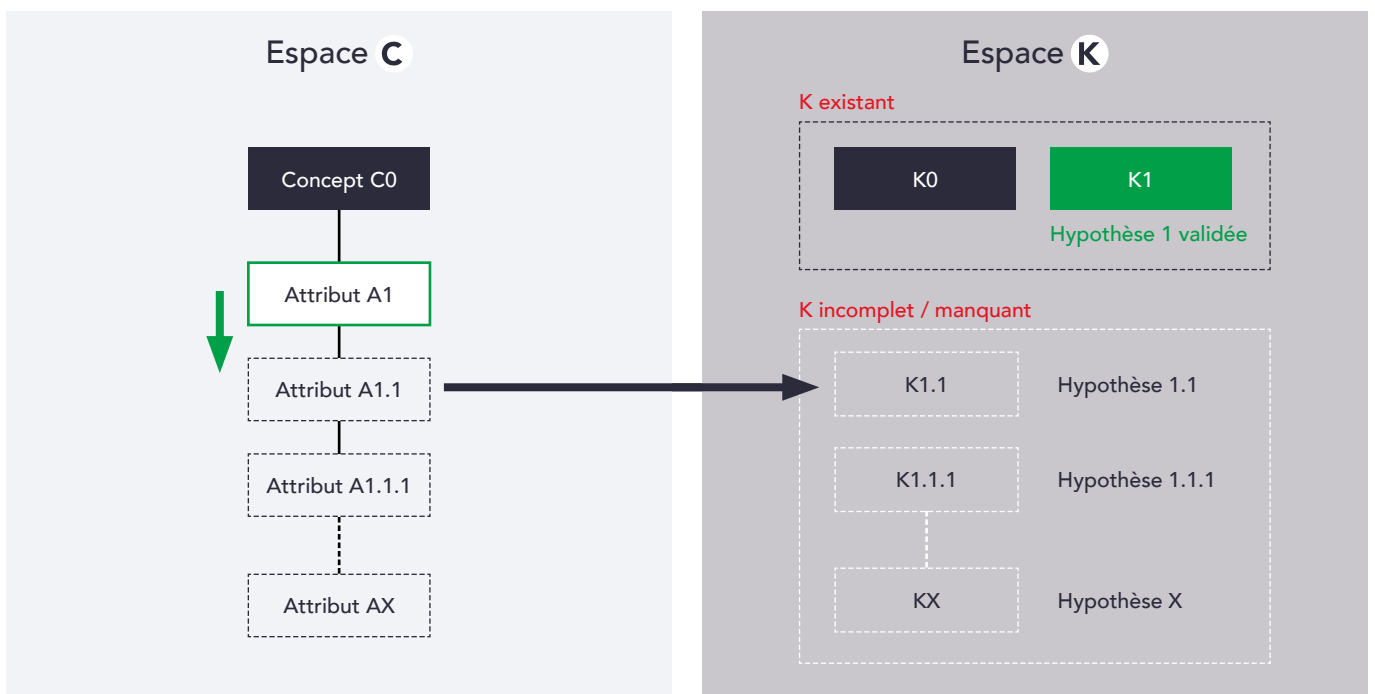 Espace C
Concept C0
Attribut A1
Attribut A1.1
Attribut A1.1.1
Attribut AX
Espace K
K existant
K0
K1
Hypothèse 1 validée
K incomplet / manquant
K1.1
Hypothèse 1.1
K1.1.1
Hypothèse 1.1.1
KX
Hypothèse X